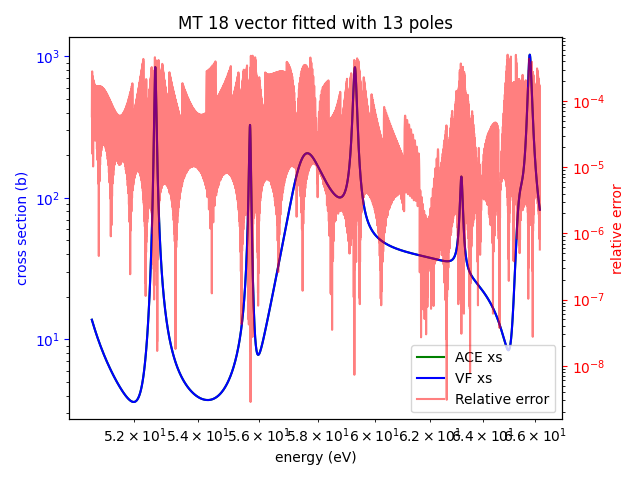 MT 18 vector fitted with 13 poles
10³
10²
10¹
cross section (b)
10⁻⁴
10⁻⁵
10⁻⁶
10⁻⁷
10⁻⁸
relative error
ACE xs
VF xs
Relative error
5.2 × 10¹ 5.4 × 10¹ 5.6 × 10¹ 5.8 × 10¹ 6 × 10¹ 6.2 × 10¹ 6.4 × 10¹ 6.6 × 10¹
energy (eV)